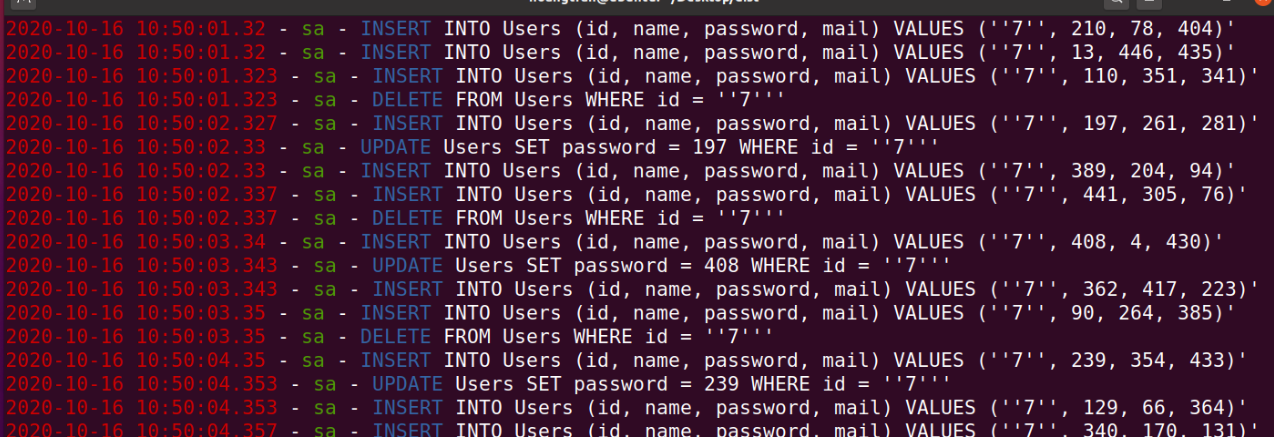 2020-10-16 10:50:01.32 - sa - INSERT INTO Users (id, name, password, mail) VALUES (''7'', 210, 78, 404)'
2020-10-16 10:50:01.32 - sa - INSERT INTO Users (id, name, password, mail) VALUES (''7'', 13, 446, 435)'
2020-10-16 10:50:01.323 - sa - INSERT INTO Users (id, name, password, mail) VALUES (''7'', 110, 351, 341)'
2020-10-16 10:50:01.323 - sa - DELETE FROM Users WHERE id = ''7'''
2020-10-16 10:50:02.327 - sa - INSERT INTO Users (id, name, password, mail) VALUES (''7'', 197, 261, 281)'
2020-10-16 10:50:02.33 - sa - UPDATE Users SET password = 197 WHERE id = ''7'''
2020-10-16 10:50:02.33 - sa - INSERT INTO Users (id, name, password, mail) VALUES (''7'', 389, 204, 94)'
2020-10-16 10:50:02.337 - sa - INSERT INTO Users (id, name, password, mail) VALUES (''7'', 441, 305, 76)'
2020-10-16 10:50:02.337 - sa - DELETE FROM Users WHERE id = ''7'''
2020-10-16 10:50:03.34 - sa - INSERT INTO Users (id, name, password, mail) VALUES (''7'', 408, 4, 430)'
2020-10-16 10:50:03.343 - sa - UPDATE Users SET password = 408 WHERE id = ''7'''
2020-10-16 10:50:03.343 - sa - INSERT INTO Users (id, name, password, mail) VALUES (''7'', 362, 417, 223)'
2020-10-16 10:50:03.35 - sa - INSERT INTO Users (id, name, password, mail) VALUES (''7'', 90, 264, 385)'
2020-10-16 10:50:03.35 - sa - DELETE FROM Users WHERE id = ''7'''
2020-10-16 10:50:04.35 - sa - INSERT INTO Users (id, name, password, mail) VALUES (''7'', 239, 354, 433)'
2020-10-16 10:50:04.353 - sa - UPDATE Users SET password = 239 WHERE id = ''7'''
2020-10-16 10:50:04.353 - sa - INSERT INTO Users (id, name, password, mail) VALUES (''7'', 129, 66, 364)'
2020-10-16 10:50:04.357 - sa - INSERT INTO Users (id, name, password, mail) VALUES (''7'', 340, 170, 131)'